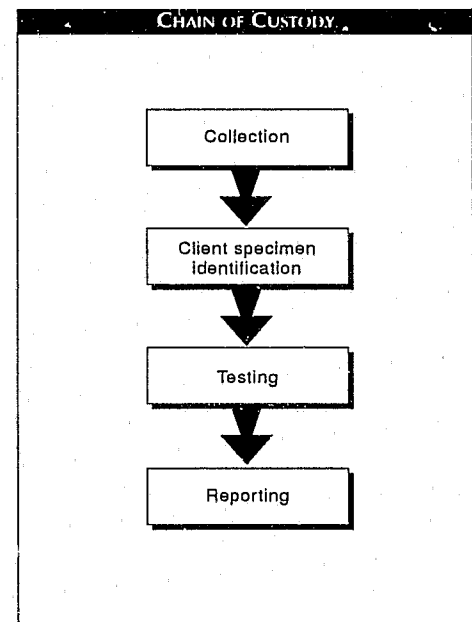 CHAIN OF CUSTODY
Collection
Client specimen
identification
Testing
Reporting